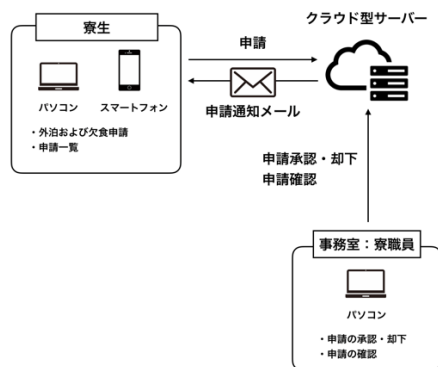 寮生
パソコン
スマートフォン
・外泊および欠食申請
・申請一覧
申請
申請通知メール
クラウド型サーバー
申請承認・却下
申請確認
事務室：寮職員
パソコン
・申請の承認・却下
・申請の確認